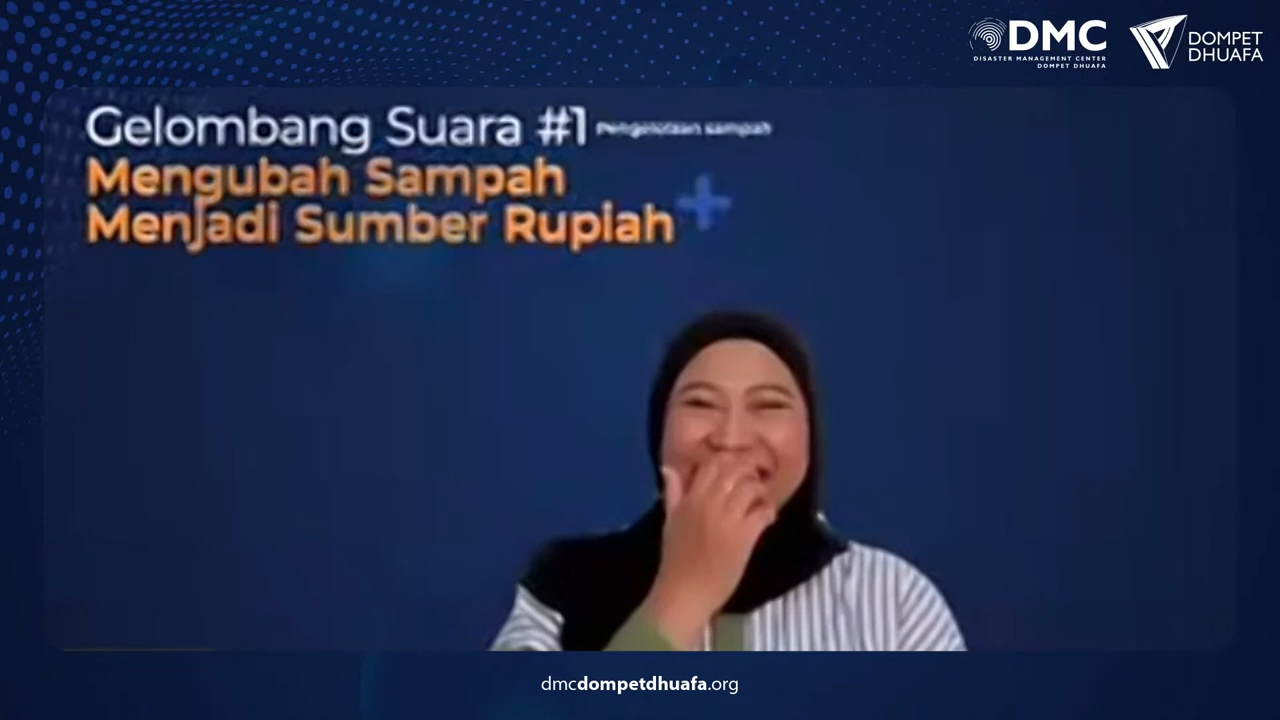 DMC
DISASTER MANAGEMENT CENTER
DOMPET DHUAFA
DOMPET
DHUAFA
Gelombang Suara #1 Pengelolaan sampah
Mengubah Sampah
Menjadi Sumber Rupiah
dmcdompetdhuafa.org